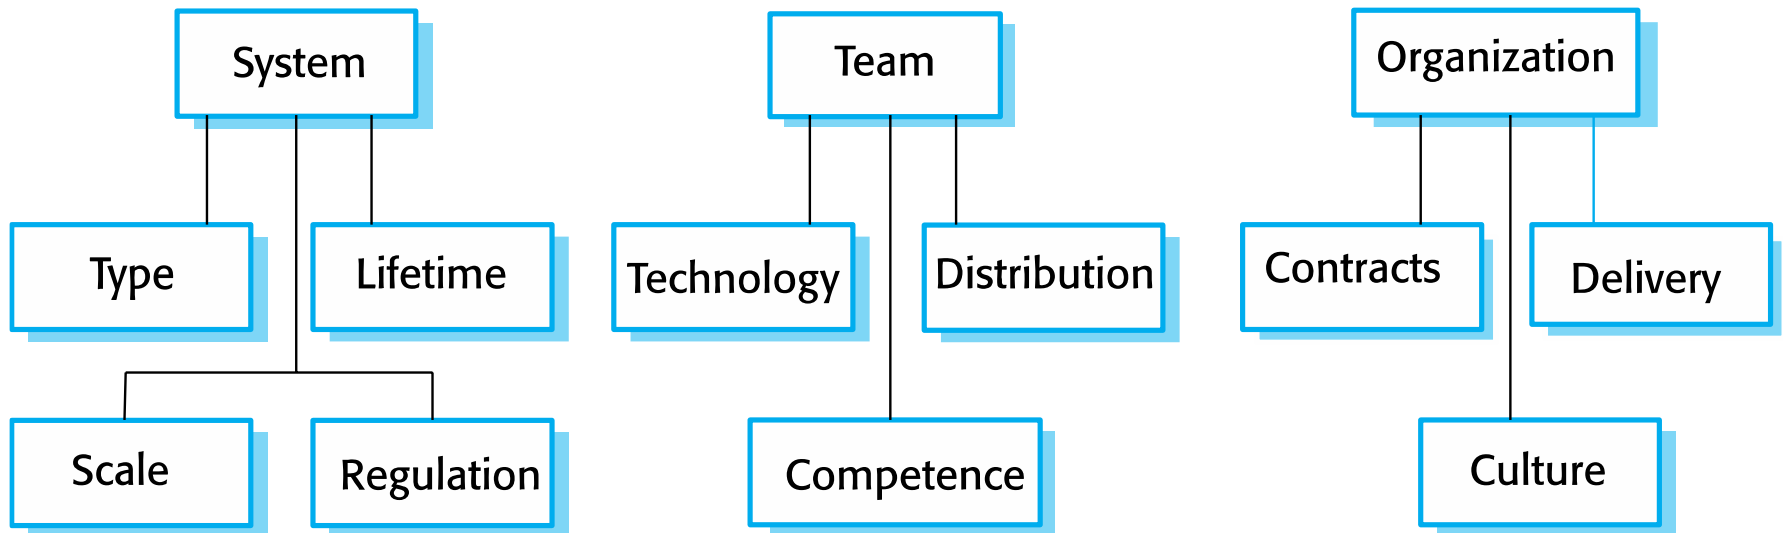 System
Team
Organization
Type
Lifetime
Technology
Distribution
Contracts
Delivery
Scale
Regulation
Competence
Culture